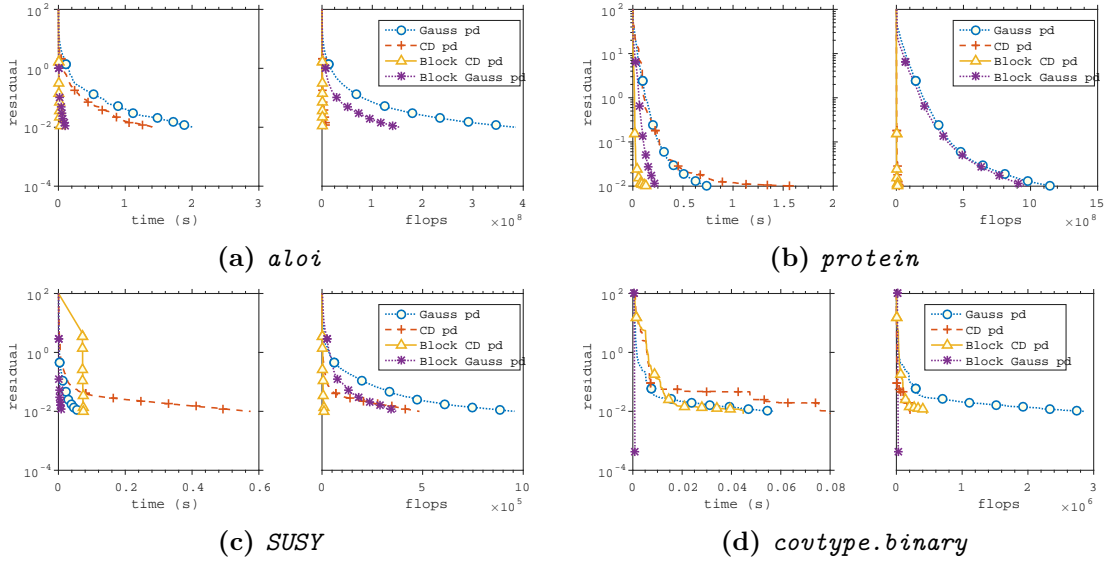 10^2
10^0
10^-2
10^-4
residual
0 1 2 3
time (s)
Gauss pd
CD pd
Block CD pd
Block Gauss pd
0 1 2 3 4
flops ×10^8
(a) aloi
10^2
10^1
10^0
10^-1
10^-2
residual
0 0.5 1 1.5 2
time (s)
Gauss pd
CD pd
Block CD pd
Block Gauss pd
0 5 10 15
flops ×10^8
(b) protein
10^2
10^0
10^-2
10^-4
residual
0 0.2 0.4 0.6
time (s)
Gauss pd
CD pd
Block CD pd
Block Gauss pd
0 5 10
flops ×10^5
(c) SUSY
10^2
10^0
10^-2
10^-4
residual
0 0.02 0.04 0.06 0.08
time (s)
Gauss pd
CD pd
Block CD pd
Block Gauss pd
0 1 2 3
flops ×10^6
(d) covtype.binary